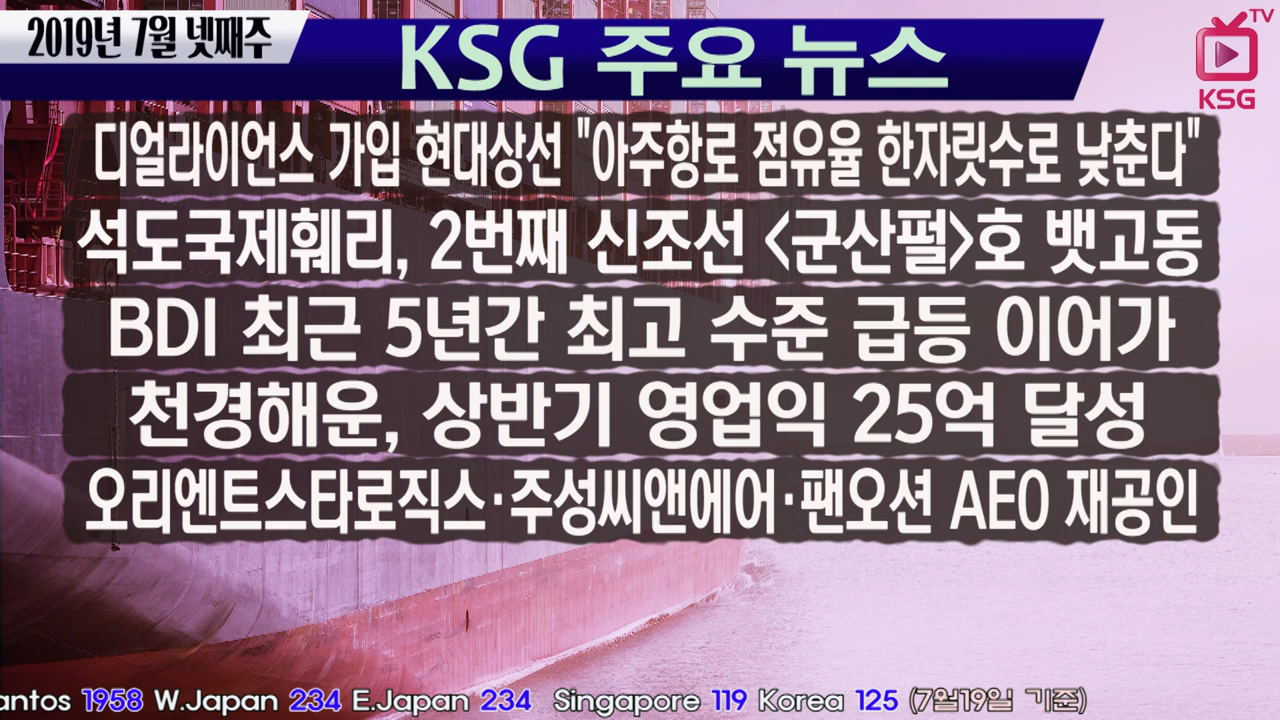 2019년 7월 넷째주
KSG 주요 뉴스
TV
KSG
디얼라이언스 가입 현대상선 "아주항로 점유율 한자릿수로 낮춘다"
석도국제훼리, 2번째 신조선 <군산펄>호 뱃고동
BDI 최근 5년간 최고 수준 급등 이어가
천경해운, 상반기 영업익 25억 달성
오리엔트스타로직스·주성씨앤에어·팬오션 AEO 재공인
antos 1958 W.Japan 234 E.Japan 234 Singapore 119 Korea 125 (7월19일 기준)